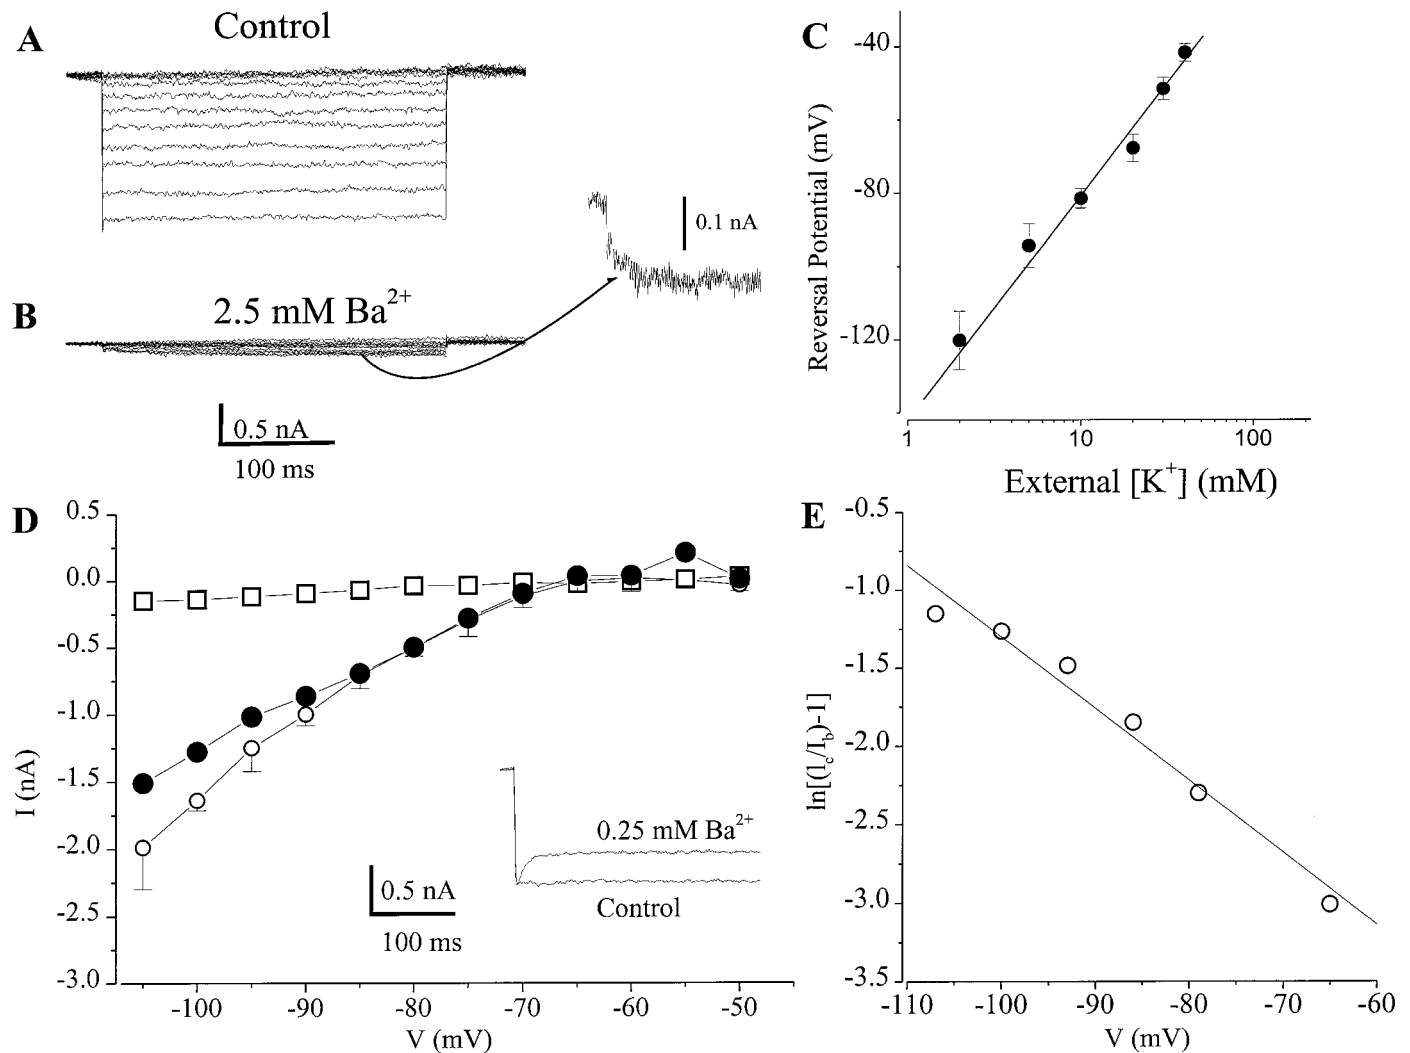 A
Control
0.1 nA
B
2.5 mM Ba²⁺
0.5 nA
100 ms
C
Reversal Potential (mV)
-40
-80
-120
1
10
100
External [K⁺] (mM)
D
I (nA)
0.5
0.0
-0.5
-1.0
-1.5
-2.0
-2.5
-3.0
0.25 mM Ba²⁺
0.5 nA
Control
100 ms
-100
-90
-80
-70
-60
-50
V (mV)
E
ln[(I_c/I_b)-1]
-0.5
-1.0
-1.5
-2.0
-2.5
-3.0
-3.5
-110
-100
-90
-80
-70
-60
V (mV)